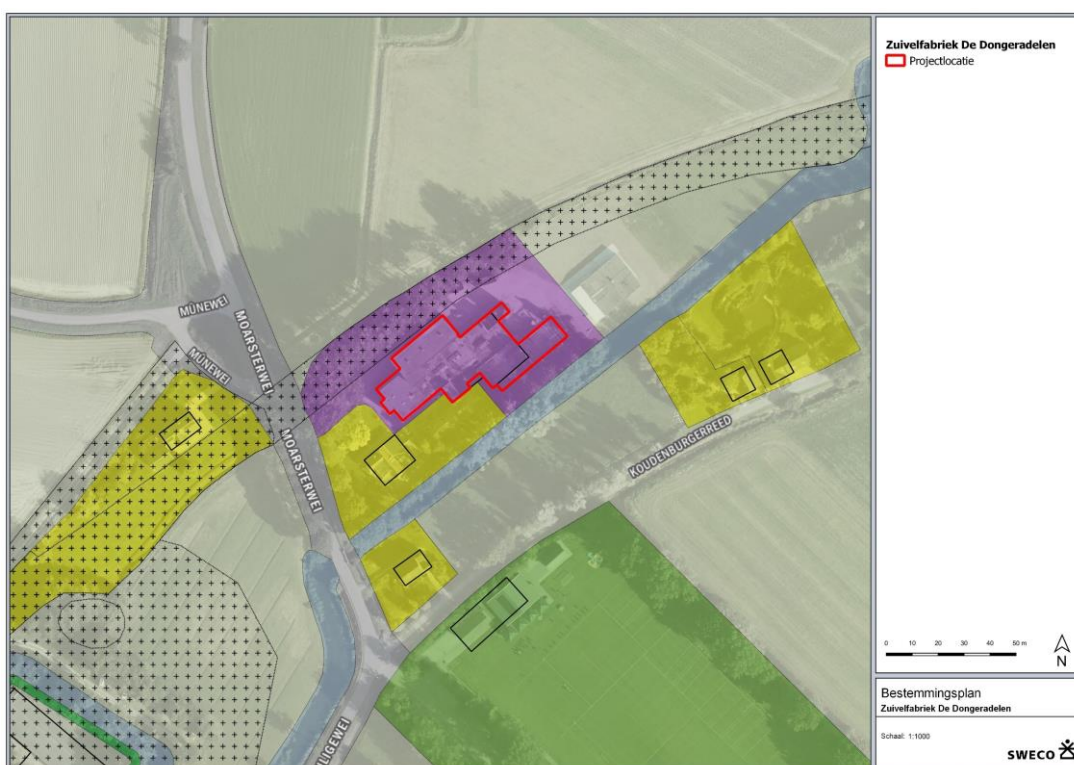 Zuivelfabriek De Dongeradelen
Projectlocatie
MÛNEWEI
MOARSTERWEI
MÛNEWEI
MOARSTERWEI
KOUDENBURGERREED
0 10 20 30 40 50 m
N
Bestemmingsplan
Zuivelfabriek De Dongeradelen
Schaal: 1:1000
SWECO